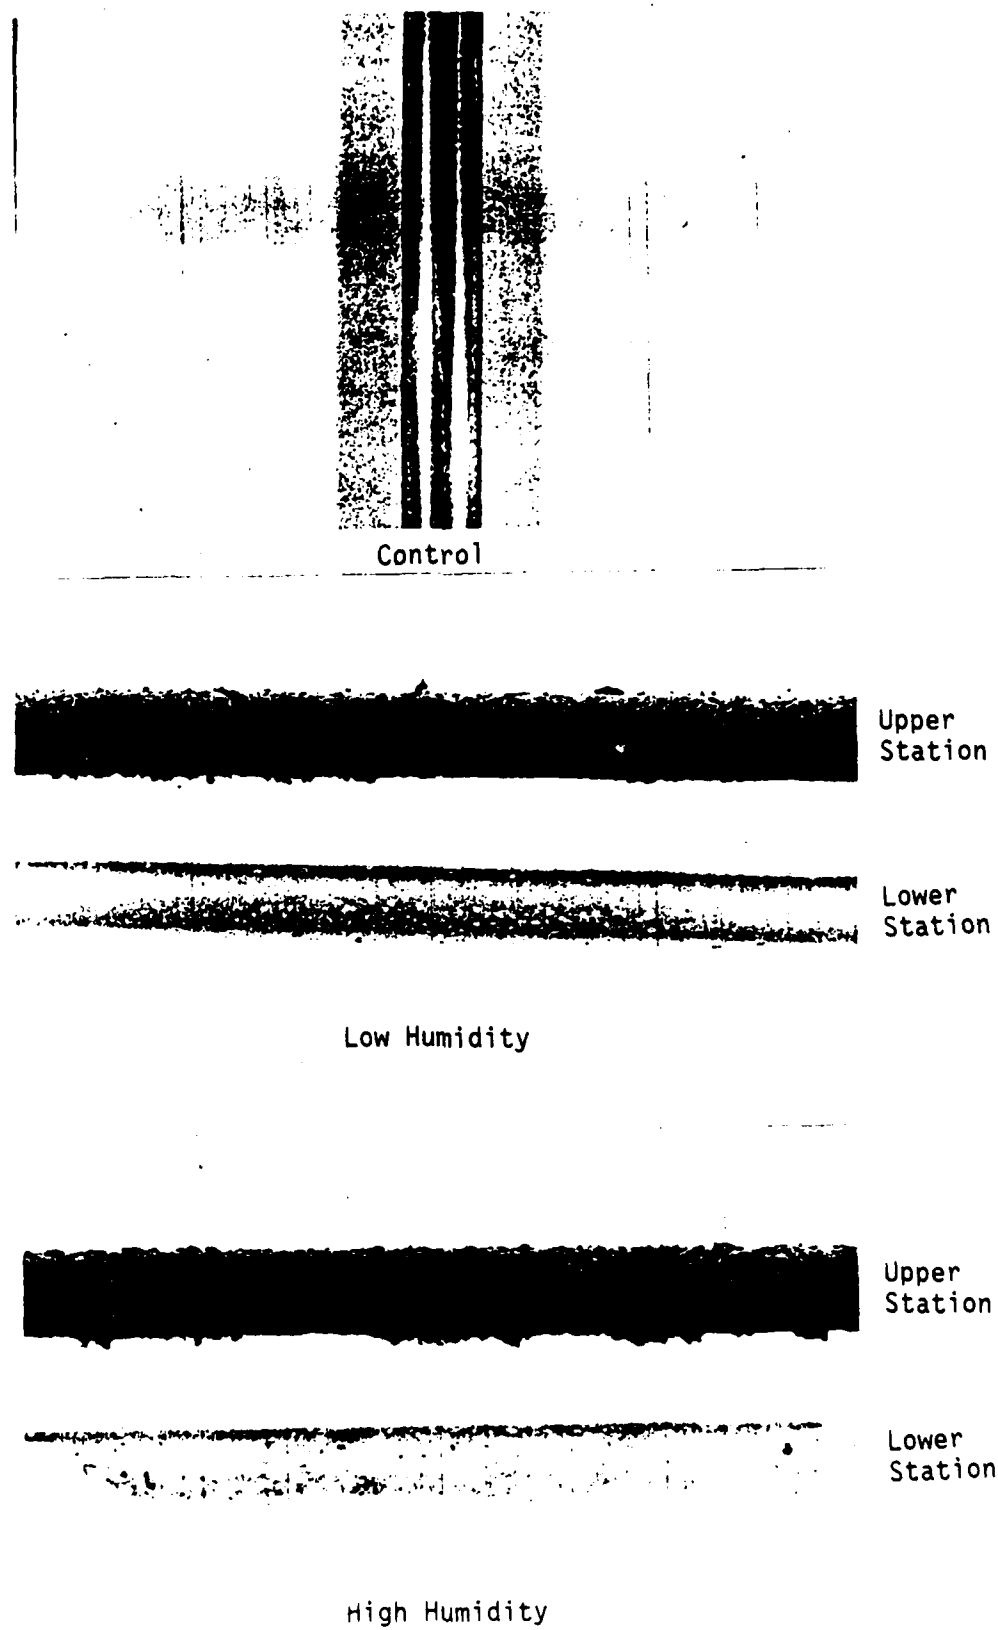 Control
Upper
Station
Lower
Station
Low Humidity
Upper
Station
Lower
Station
High Humidity